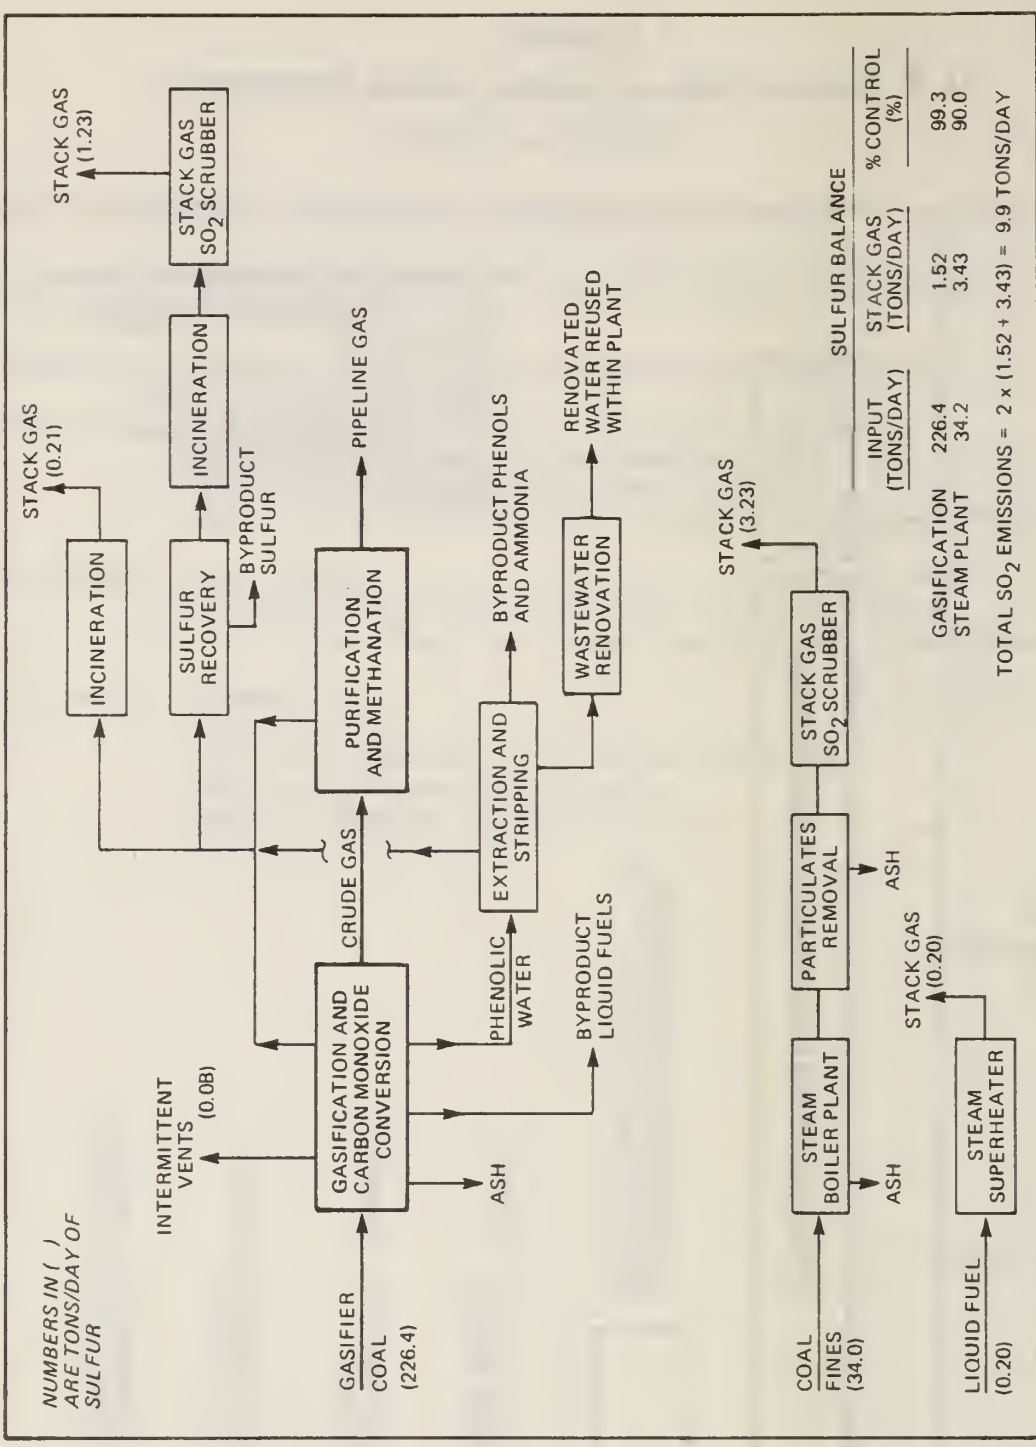 NUMBERS IN ( )
ARE TONS/DAY OF
SULFUR
INTERMITTENT
VENTS (0.0B)
GASIFIER
COAL
(226.4)
GASIFICATION AND
CARBON MONOXIDE
CONVERSION
ASH
BYPRODUCT
LIQUID FUELS
PHENOLIC
WATER
CRUDE GAS
PURIFICATION
AND METHANATION
PIPELINE GAS
INCINERATION
STACK GAS
(0.21)
SULFUR
RECOVERY
BYPRODUCT
SULFUR
INCINERATION
STACK GAS
SO2 SCRUBBER
STACK GAS
(1.23)
EXTRACTION AND
STRIPPING
BYPRODUCT PHENOLS
AND AMMONIA
WASTEWATER
RENOVATION
RENOVATED
WATER REUSED
WITHIN PLANT
COAL
FINES
(34.0)
STEAM
BOILER PLANT
ASH
PARTICULATES
REMOVAL
ASH
STACK GAS
SO2 SCRUBBER
STACK GAS
(3.23)
LIQUID FUEL
(0.20)
STEAM
SUPERHEATER
STACK GAS
(0.20)
SULFUR BALANCE
INPUT (TONS/DAY) STACK GAS (TONS/DAY) % CONTROL (%)
GASIFICATION 226.4 1.52 99.3
STEAM PLANT 34.2 3.43 90.0
TOTAL SO2 EMISSIONS = 2 x (1.52 + 3.43) = 9.9 TONS/DAY